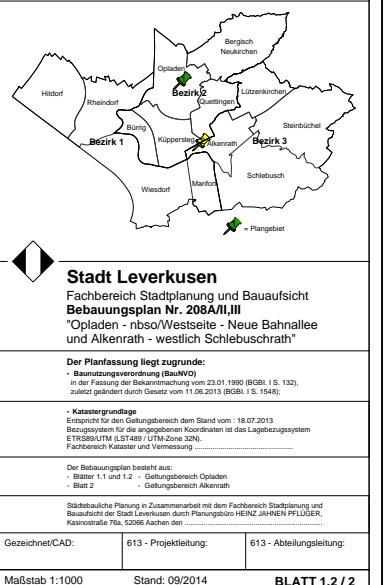 Bergisch
Neukirchen
Opladen
Hitdorf
Rheindorf
Bezirk 2
Quettingen
Lützenkirchen
Bürrig
Steinbüchel
Bezirk 1
Küppersteg
Alkenrath
Bezirk 3
Wiesdorf
Manfort
Schlebusch
= Plangebiet
Stadt Leverkusen
Fachbereich Stadtplanung und Bauaufsicht
Bebauungsplan Nr. 208A/II,III
"Opladen - nbso/Westseite - Neue Bahnallee
und Alkenrath - westlich Schlebuschrath"
Der Planfassung liegt zugrunde:
- Baunutzungsverordnung (BauNVO)
in der Fassung der Bekanntmachung vom 23.01.1990 (BGBl. I S. 132),
zuletzt geändert durch Gesetz vom 11.06.2013 (BGBl. I S. 1548);
- Katastergrundlage
Entspricht für den Geltungsbereich dem Stand vom : 18.07.2013
Bezugssystem für die angegebenen Koordinaten ist das Lagebezugssystem
ETRS89/UTM (LST489 / UTM-Zone 32N).
Fachbereich Kataster und Vermessung ................................................
Der Bebauungsplan besteht aus:
- Blätter 1.1 und 1.2 - Geltungsbereich Opladen
- Blatt 2 - Geltungsbereich Alkenrath
Städtebauliche Planung in Zusammenarbeit mit dem Fachbereich Stadtplanung und
Bauaufsicht der Stadt Leverkusen durch Planungsbüro HEINZ JAHNEN PFLÜGER,
Kasinostraße 76a, 52066 Aachen den ................................................
Gezeichnet/CAD: 613 - Projektleitung: 613 - Abteilungsleitung:
Maßstab 1:1000 Stand: 09/2014 BLATT 1.2 / 2